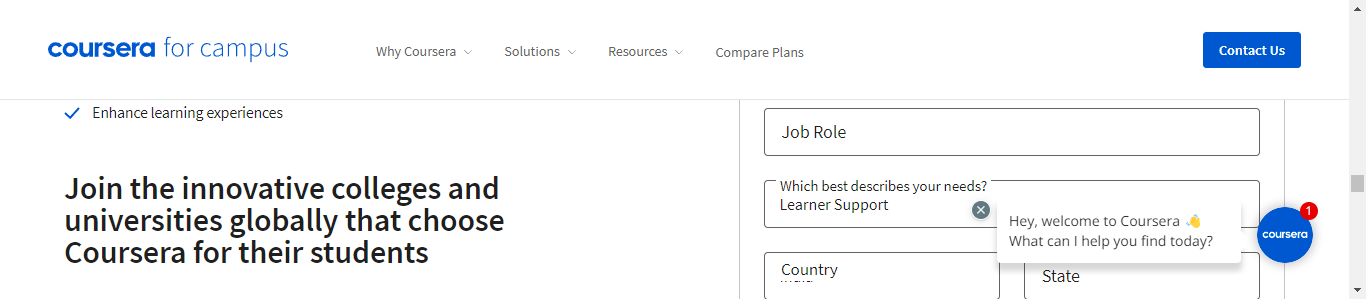 coursera for campus
Why Coursera
Solutions
Resources
Compare Plans
Contact Us
Enhance learning experiences
Join the innovative colleges and
universities globally that choose
Coursera for their students
Job Role
Which best describes your needs?
Learner Support
Country
State
Hey, welcome to Coursera 👋
What can I help you find today?
coursera
1